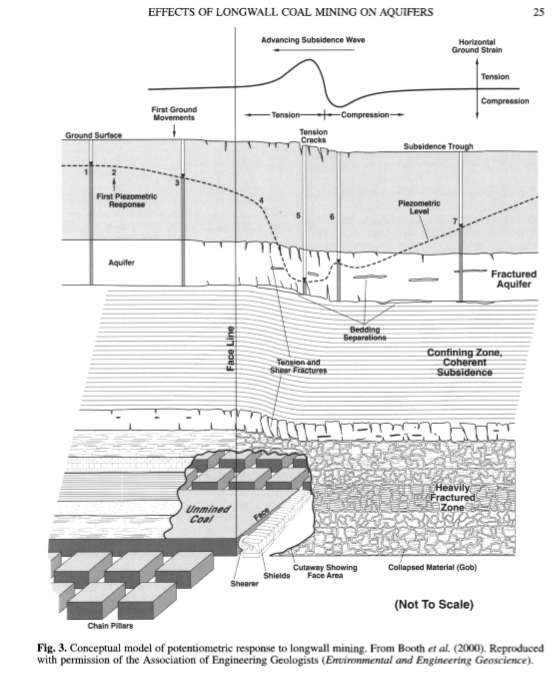 EFFECTS OF LONGWALL COAL MINING ON AQUIFERS 25
Advancing Subsidence Wave
Horizontal
Ground Strain
Tension
Compression
First Ground
Movements
Tension
Compression
Tension
Cracks
Ground Surface
Subsidence Trough
1
2
3
4
5
6
7
First Piezometric
Response
Piezometric
Level
Aquifer
Fractured
Aquifer
Bedding
Separations
Face Line
Tension and
Shear Fractures
Confining Zone,
Coherent
Subsidence
Heavily
Fractured
Zone
Unmined
Coal
Face
Shearer
Shields
Cutaway Showing
Face Area
Collapsed Material (Gob)
Chain Pillars
(Not To Scale)
Fig. 3. Conceptual model of potentiometric response to longwall mining. From Booth et al. (2000). Reproduced
with permission of the Association of Engineering Geologists (Environmental and Engineering Geoscience).